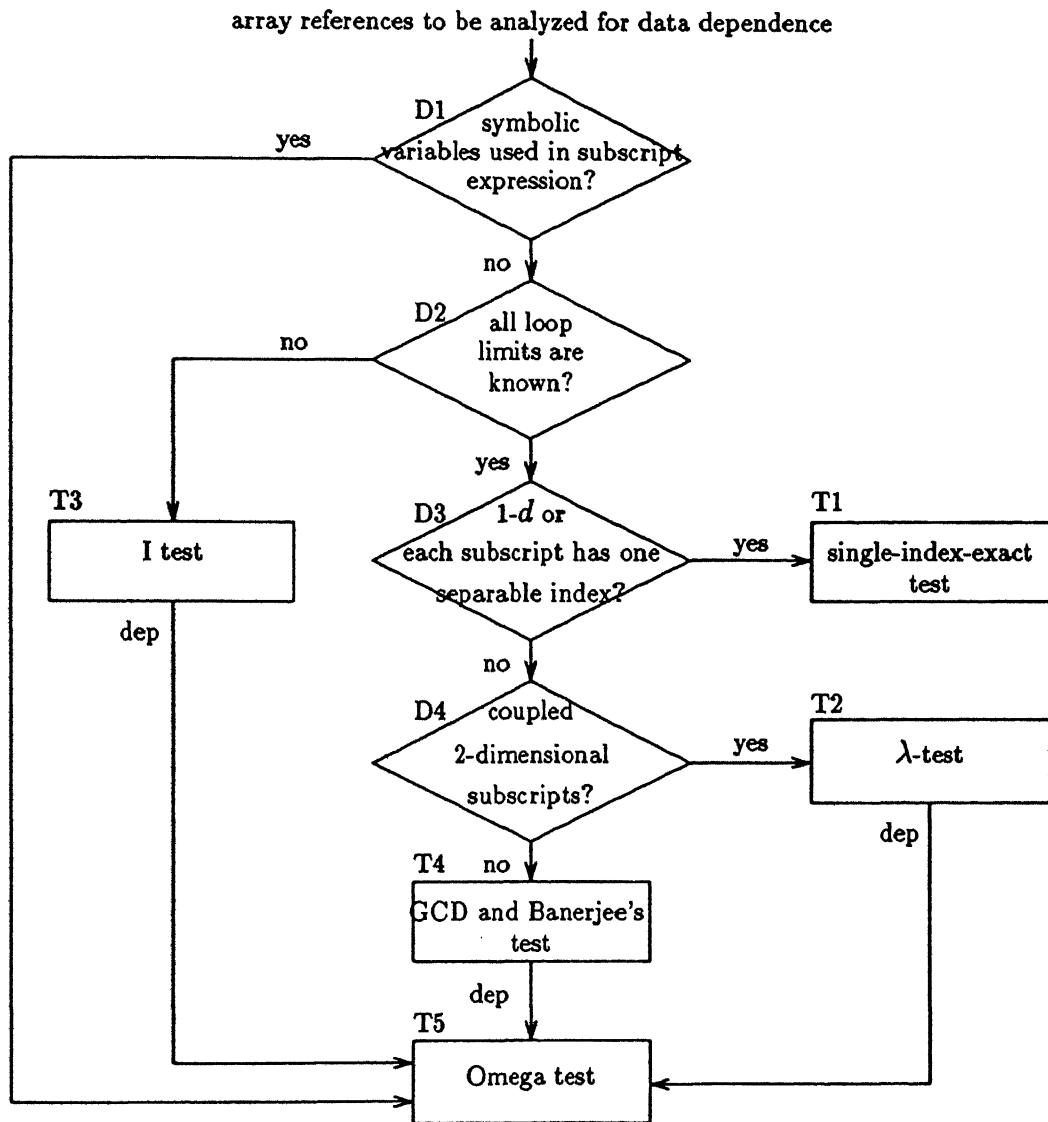 array references to be analyzed for data dependence
D1
yes
symbolic
variables used in subscript
expression?
no
D2
all loop
limits are
known?
no
yes
T3
I test
dep
D3
1-d or
each subscript has one
separable index?
yes
T1
single-index-exact
test
no
D4
coupled
2-dimensional
subscripts?
yes
T2
λ-test
dep
no
T4
GCD and Banerjee's
test
dep
T5
Omega test